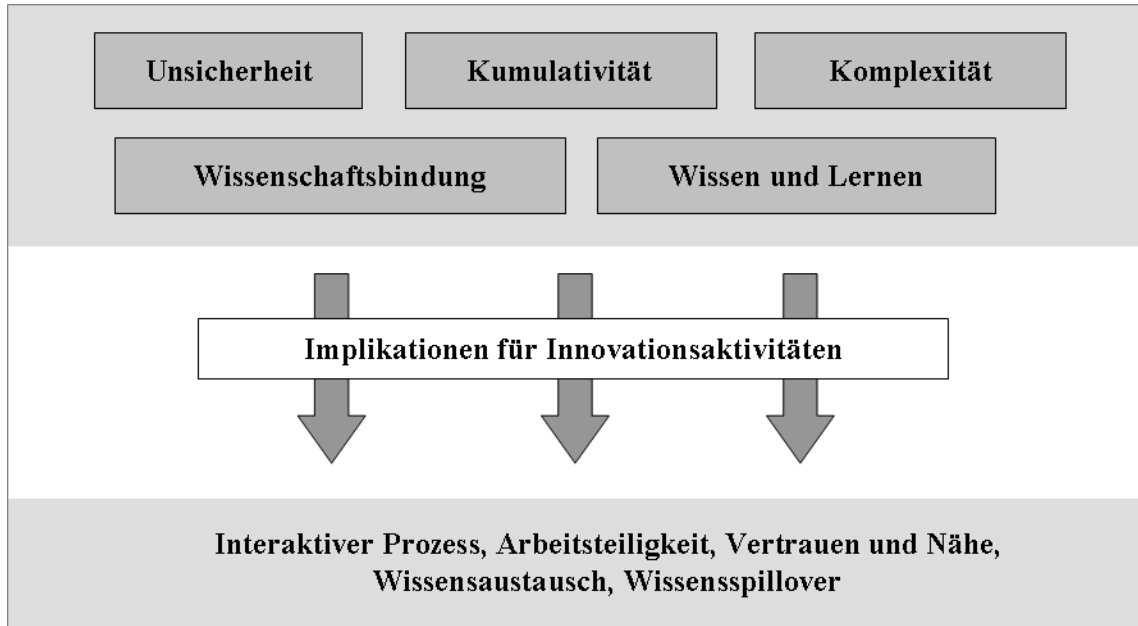 Unsicherheit
Kumulativität
Komplexität
Wissenschaftsbindung
Wissen und Lernen
Implikationen für Innovationsaktivitäten
Interaktiver Prozess, Arbeitsteiligkeit, Vertrauen und Nähe,
Wissensaustausch, Wissensspillover